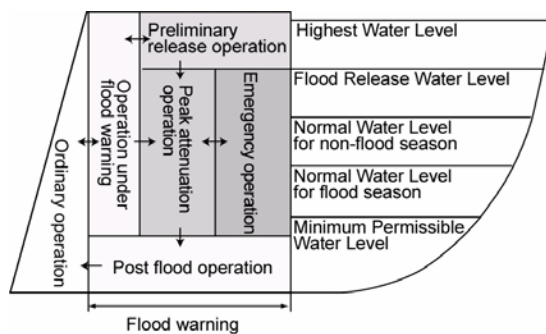 Preliminary
release operation
Operation under
flood warning
Peak attenuation
operation
Emergency operation
Ordinary operation
Post flood operation
Flood warning
Highest Water Level
Flood Release Water Level
Normal Water Level
for non-flood season
Normal Water Level
for flood season
Minimum Permissible
Water Level